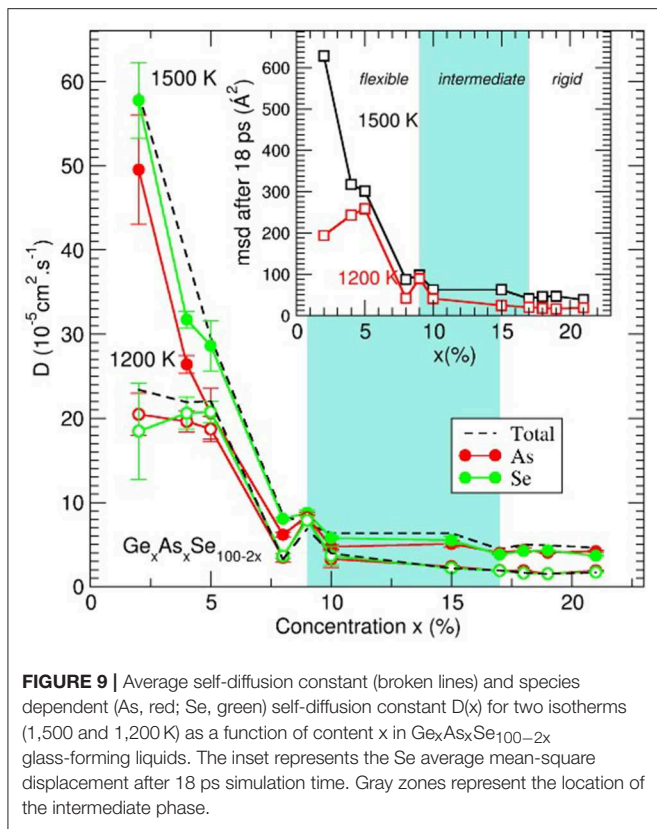 60
50
40
30
20
10
0
D (10⁻⁵cm².s⁻¹)
1500 K
1200 K
GeₓAsₓSe₁₀₀₋₂ₓ
0 5 10 15 20
Concentration x (%)
600
500
400
300
200
100
0
msd after 18 ps (Á²)
flexible intermediate rigid
1500 K
1200 K
5 10 15 20
x(%)
Total
As
Se
FIGURE 9 | Average self-diffusion constant (broken lines) and species
dependent (As, red; Se, green) self-diffusion constant D(x) for two isotherms
(1,500 and 1,200 K) as a function of content x in GeₓAsₓSe₁₀₀₋₂ₓ
glass-forming liquids. The inset represents the Se average mean-square
displacement after 18 ps simulation time. Gray zones represent the location of
the intermediate phase.